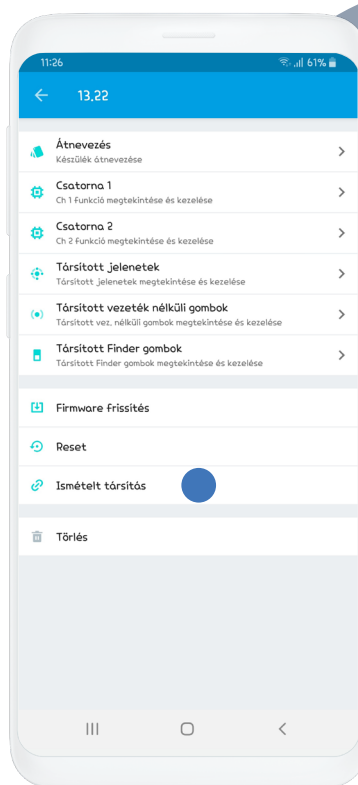 11:26
61%
13.22
Átnevezés
Készülék átnevezése
Csatorna 1
Ch 1 funkció megtekintése és kezelése
Csatorna 2
Ch 2 funkció megtekintése és kezelése
Társított jelenetek
Társított jelenetek megtekintése és kezelése
Társított vezeték nélküli gombok
Társított vez. nélküli gombok megtekintése és kezelése
Társított Finder gombok
Társított Finder gombok megtekintése és kezelése
Firmware frissítés
Reset
Ismételt társítás
Törlés